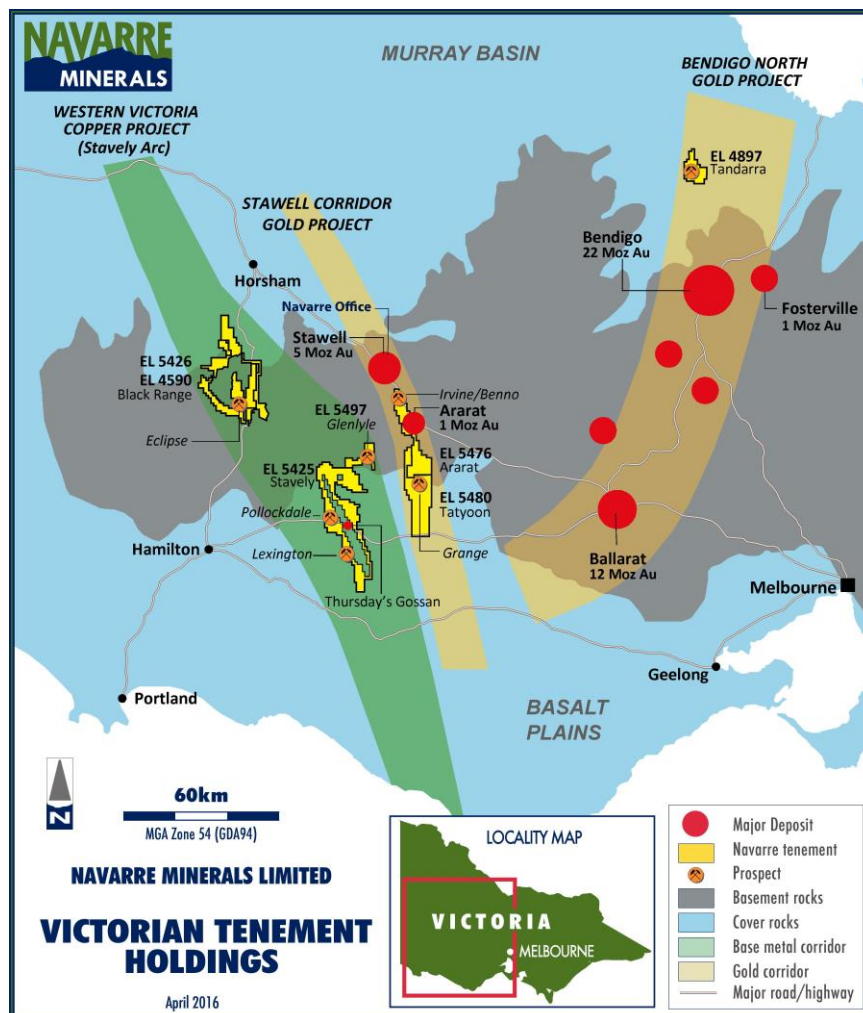 NAVARRE
MINERALS
MURRAY BASIN
BENDIGO NORTH
GOLD PROJECT
WESTERN VICTORIA
COPPER PROJECT
(Stavely Arc)
EL 4897
Tandarra
STAWELL CORRIDOR
GOLD PROJECT
Bendigo
22 Moz Au
Horsham
Navarre Office
Fosterville
1 Moz Au
Stawell
5 Moz Au
EL 5426
EL 4590
Black Range
Irvine/Benno
EL 5497
Glenlyle
Ararat
1 Moz Au
Eclipse
EL 5476
Ararat
EL 5425
Stavely
EL 5480
Tatyoon
Pollockdale
Hamilton
Lexington
Grange
Ballarat
12 Moz Au
Melbourne
Thursday's Gossan
Geelong
Portland
BASALT
PLAINS
N
60km
MGA Zone 54 (GDA94)
NAVARRE MINERALS LIMITED
VICTORIAN TENEMENT
HOLDINGS
April 2016
LOCALITY MAP
VICTORIA
MELBOURNE
Major Deposit
Navarre tenement
Prospect
Basement rocks
Cover rocks
Base metal corridor
Gold corridor
Major road/highway